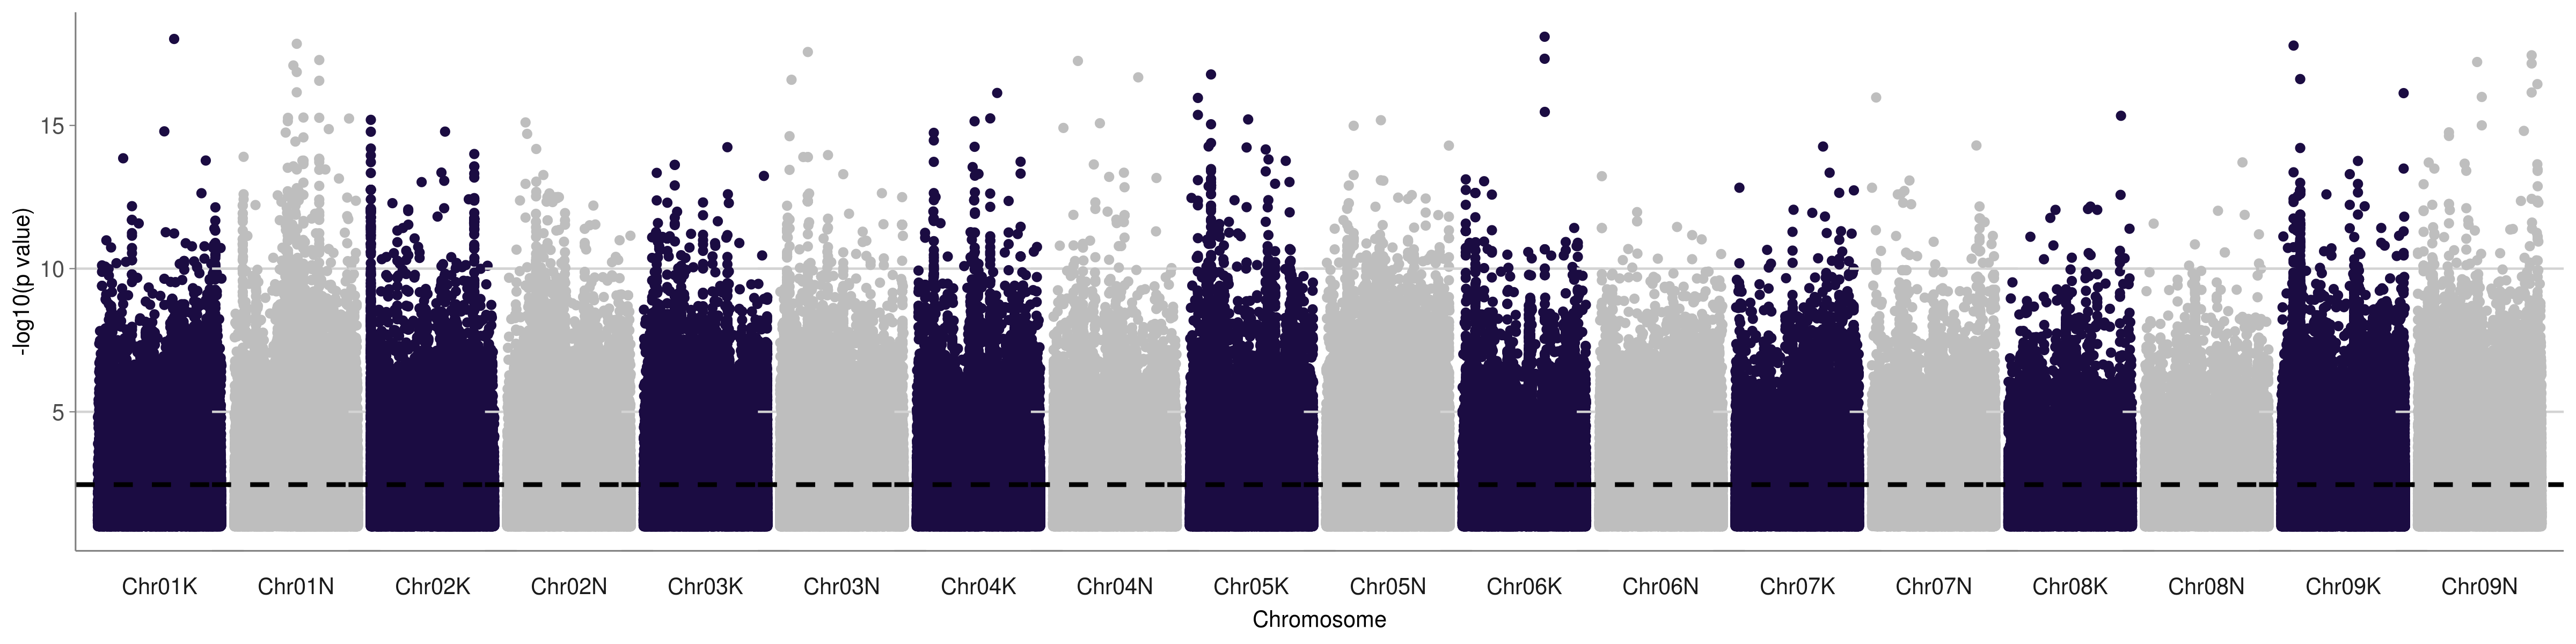 -log10(p value)
15
10
5
Chr01K Chr01N Chr02K Chr02N Chr03K Chr03N Chr04K Chr04N Chr05K Chr05N Chr06K Chr06N Chr07K Chr07N Chr08K Chr08N Chr09K Chr09N
Chromosome